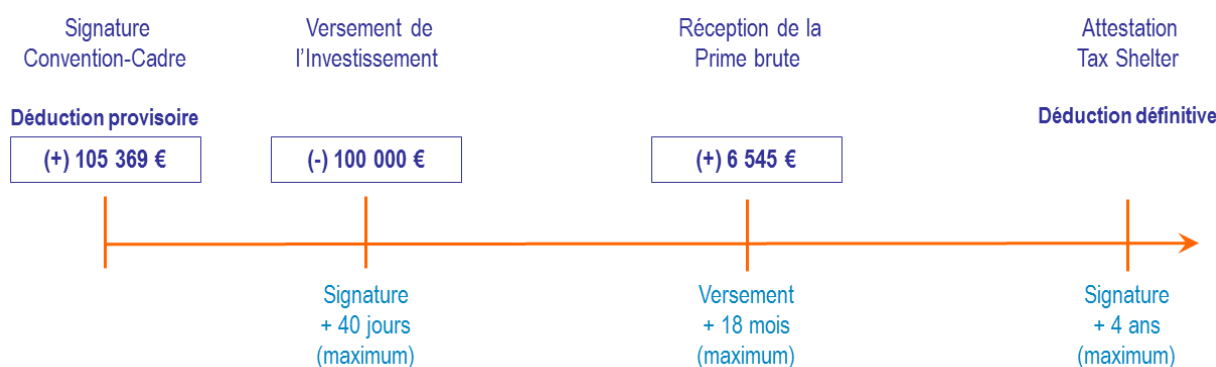 Signature
Convention-Cadre
Versement de
l'Investissement
Réception de la
Prime brute
Attestation
Tax Shelter
Déduction provisoire
Déduction définitive
(+) 105 369 €
(-) 100 000 €
(+) 6 545 €
Signature
+ 40 jours
(maximum)
Versement
+ 18 mois
(maximum)
Signature
+ 4 ans
(maximum)